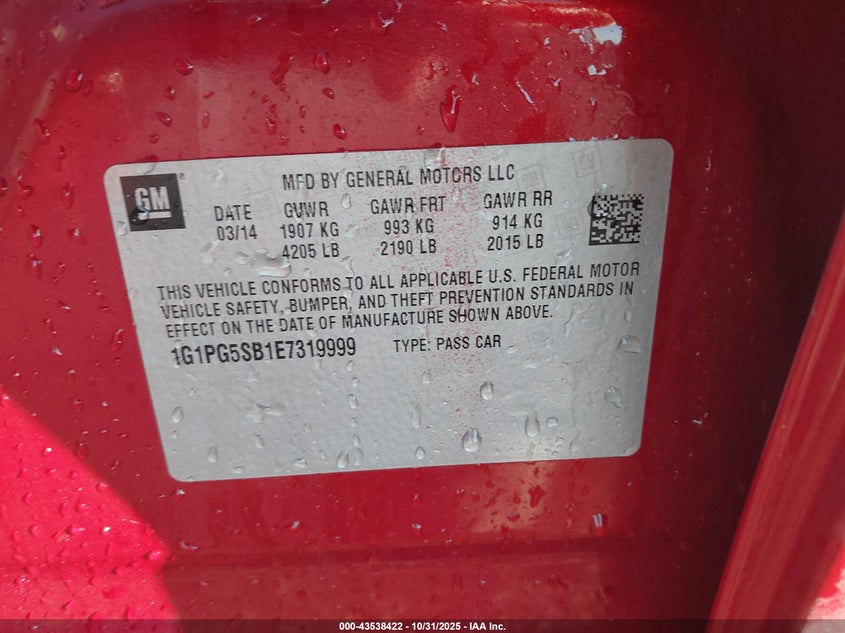 GM
MFD BY GENERAL MOTORS LLC
DATE GVWR GAWR FRT GAWR RR
03/14 1907 KG 993 KG 914 KG
4205 LB 2190 LB 2015 LB
THIS VEHICLE CONFORMS TO ALL APPLICABLE U.S. FEDERAL MOTOR
VEHICLE SAFETY, BUMPER, AND THEFT PREVENTION STANDARDS IN
EFFECT ON THE DATE OF MANUFACTURE SHOWN ABOVE.
1G1PG5SB1E7319999 TYPE: PASS CAR
000-43538422 - 10/31/2025 - IAA Inc.